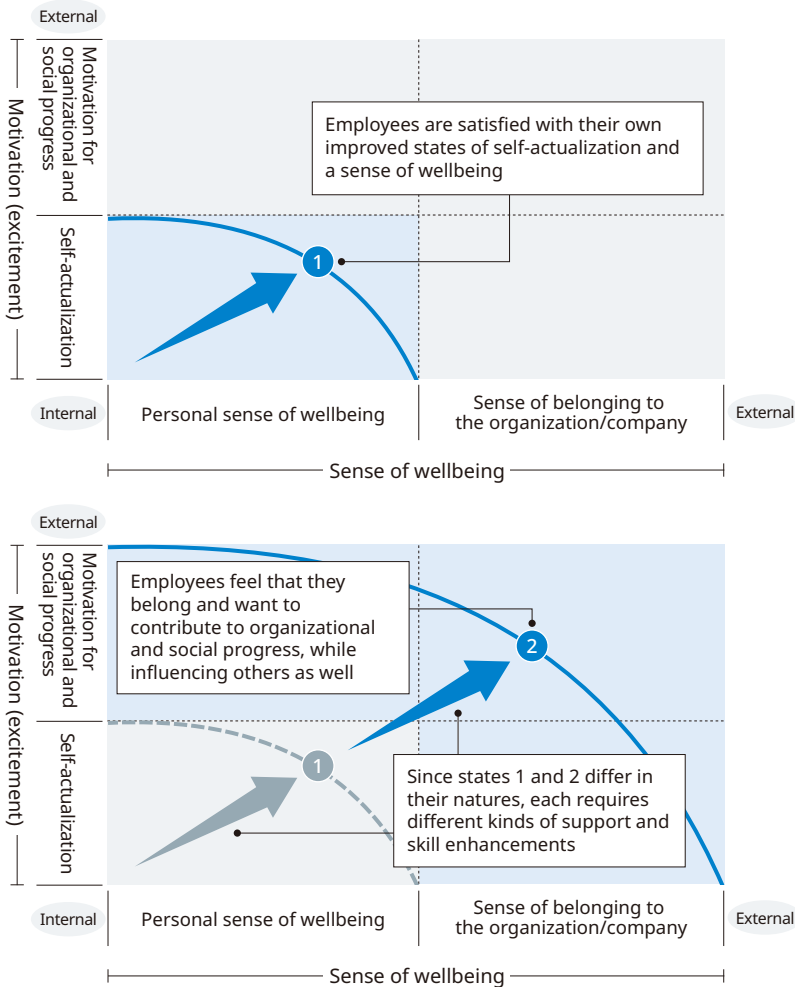 External
Motivation (excitement)
Motivation for
organizational and
social progress
Self-actualization
Employees are satisfied with their own
improved states of self-actualization and
a sense of wellbeing
1
Internal
Personal sense of wellbeing
Sense of belonging to
the organization/company
External
Sense of wellbeing
External
Motivation (excitement)
Motivation for
organizational and
social progress
Self-actualization
Employees feel that they
belong and want to
contribute to organizational
and social progress, while
influencing others as well
2
1
Since states 1 and 2 differ in
their natures, each requires
different kinds of support and
skill enhancements
Internal
Personal sense of wellbeing
Sense of belonging to
the organization/company
External
Sense of wellbeing